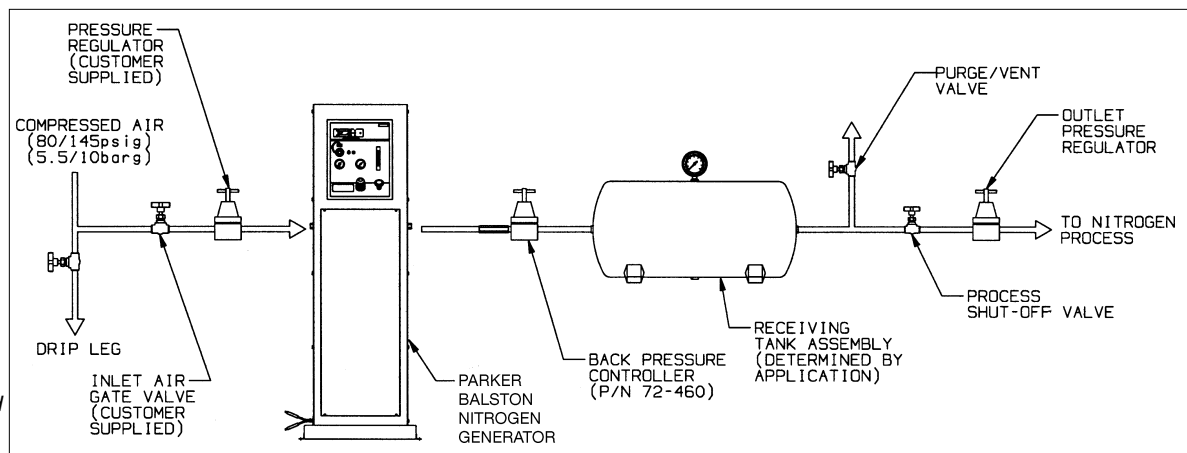 PRESSURE
REGULATOR
(CUSTOMER
SUPPLIED)
COMPRESSED AIR
(80/145psig)
(5.5/10barg)
DRIP LEG
INLET AIR
GATE VALVE
(CUSTOMER
SUPPLIED)
PARKER
BALSTON
NITROGEN
GENERATOR
BACK PRESSURE
CONTROLLER
(P/N 72-460)
RECEIVING
TANK ASSEMBLY
(DETERMINED BY
APPLICATION)
PURGE/VENT
VALVE
OUTLET
PRESSURE
REGULATOR
TO NITROGEN
PROCESS
PROCESS
SHUT-OFF VALVE